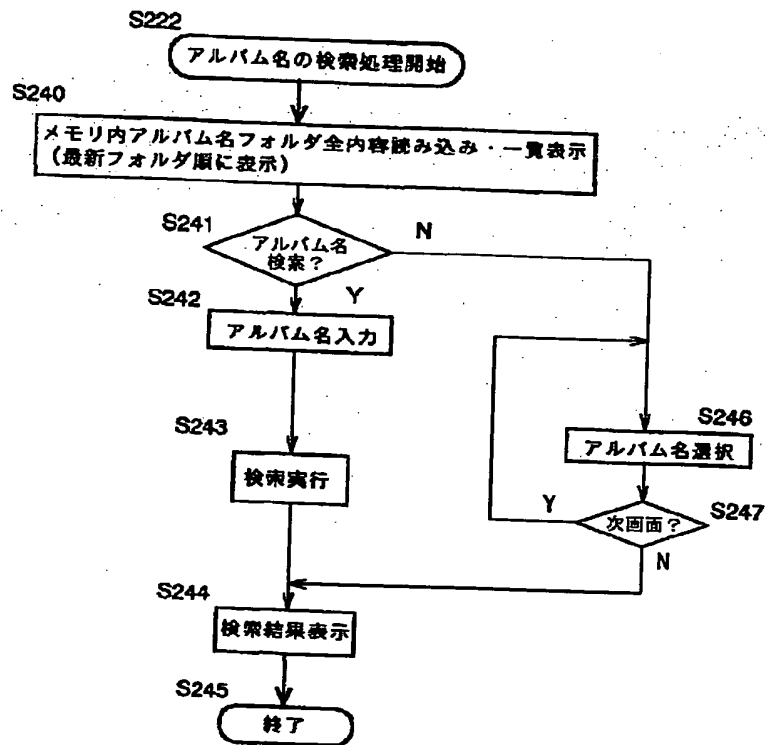 S222
アルバム名の検索処理開始
S240
メモリ内アルバム名フォルダ全内容読み込み・一覧表示
(最新フォルダ順に表示)
S241
アルバム名
検索?
N
Y
S242
アルバム名入力
S243
検索実行
S246
アルバム名選択
S247
次画面?
Y
N
S244
検索結果表示
S245
終了